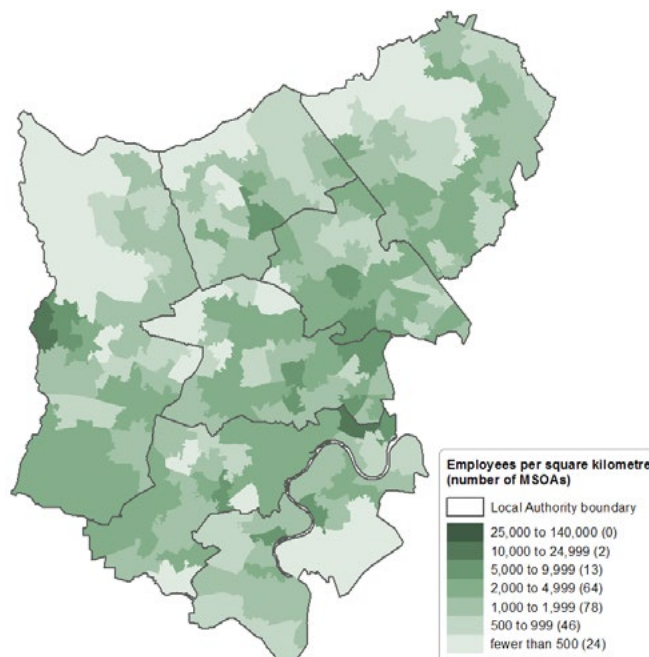 Employees per square kilometre
(number of MSOAs)
Local Authority boundary
25,000 to 140,000 (0)
10,000 to 24,999 (2)
5,000 to 9,999 (13)
2,000 to 4,999 (64)
1,000 to 1,999 (78)
500 to 999 (46)
fewer than 500 (24)